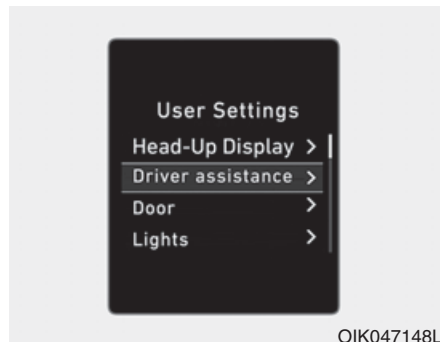 User Settings
Head-Up Display >
Driver assistance >
Door >
Lights >
OIK047148L